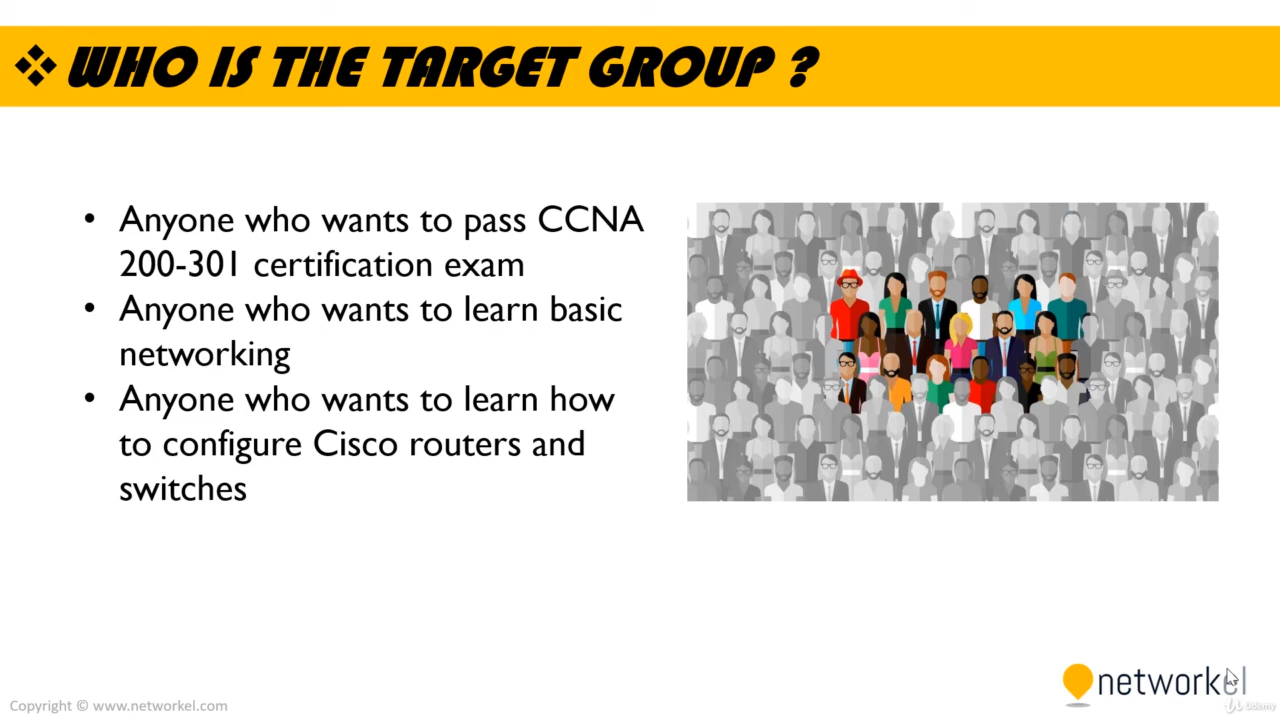 ❖ WHO IS THE TARGET GROUP ?
• Anyone who wants to pass CCNA
200-301 certification exam
• Anyone who wants to learn basic
networking
• Anyone who wants to learn how
to configure Cisco routers and
switches
networkel
Copyright © www.networkel.com
Udemy